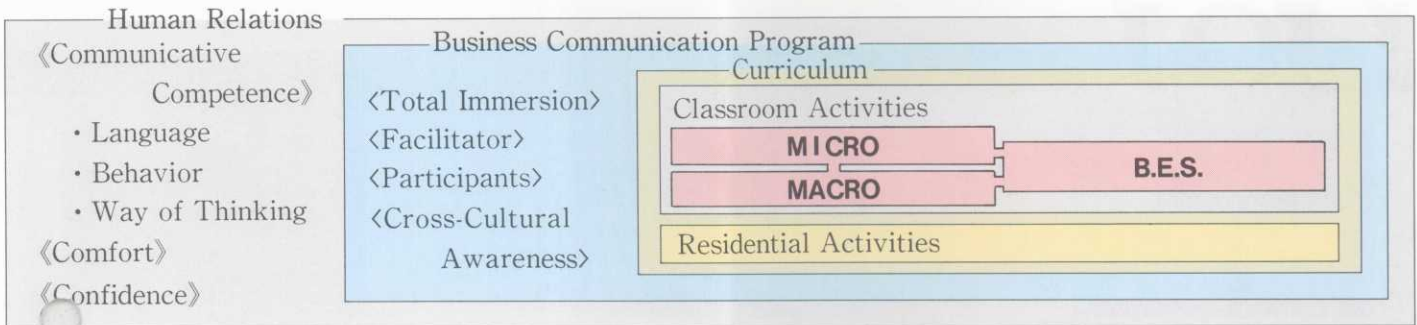 Human Relations
《Communicative
Competence》
・Language
・Behavior
・Way of Thinking
《Comfort》
《Confidence》
Business Communication Program
〈Total Immersion〉
〈Facilitator〉
〈Participants〉
〈Cross-Cultural
Awareness〉
Curriculum
Classroom Activities
MICRO
MACRO
B.E.S.
Residential Activities